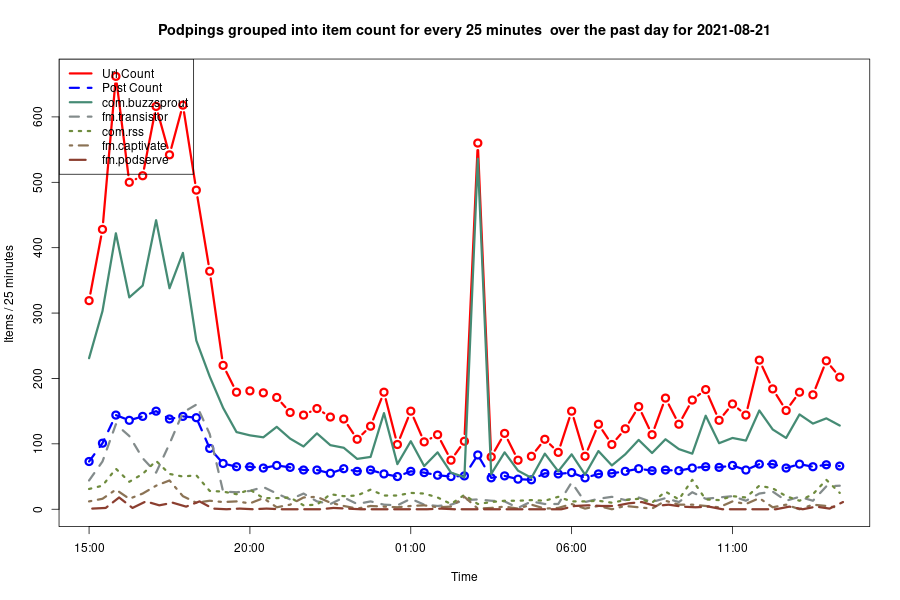 Podpings grouped into item count for every 25 minutes  over the past day for 2021-08-21
Url Count
Post Count
com.buzzsprout
fm.transistor
com.rss
fm.captivate
fm.podserve
Items / 25 minutes
600
500
400
300
200
100
0
15:00
20:00
01:00
06:00
11:00
Time